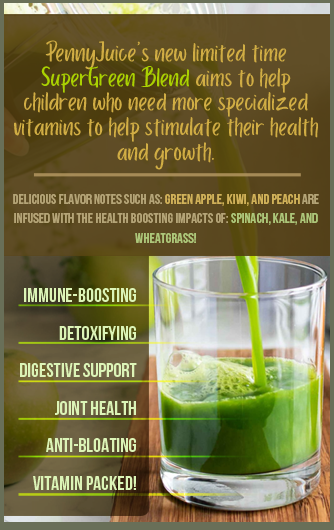 PennyJuice's new limited time
SuperGreen Blend aims to help
children who need more specialized
vitamins to help stimulate their health
and growth.
DELICIOUS FLAVOR NOTES SUCH AS: GREEN APPLE, KIWI, AND PEACH ARE
INFUSED WITH THE HEALTH BOOSTING IMPACTS OF: SPINACH, KALE, AND
WHEATGRASS!
IMMUNE-BOOSTING
DETOXIFYING
DIGESTIVE SUPPORT
JOINT HEALTH
ANTI-BLOATING
VITAMIN PACKED!